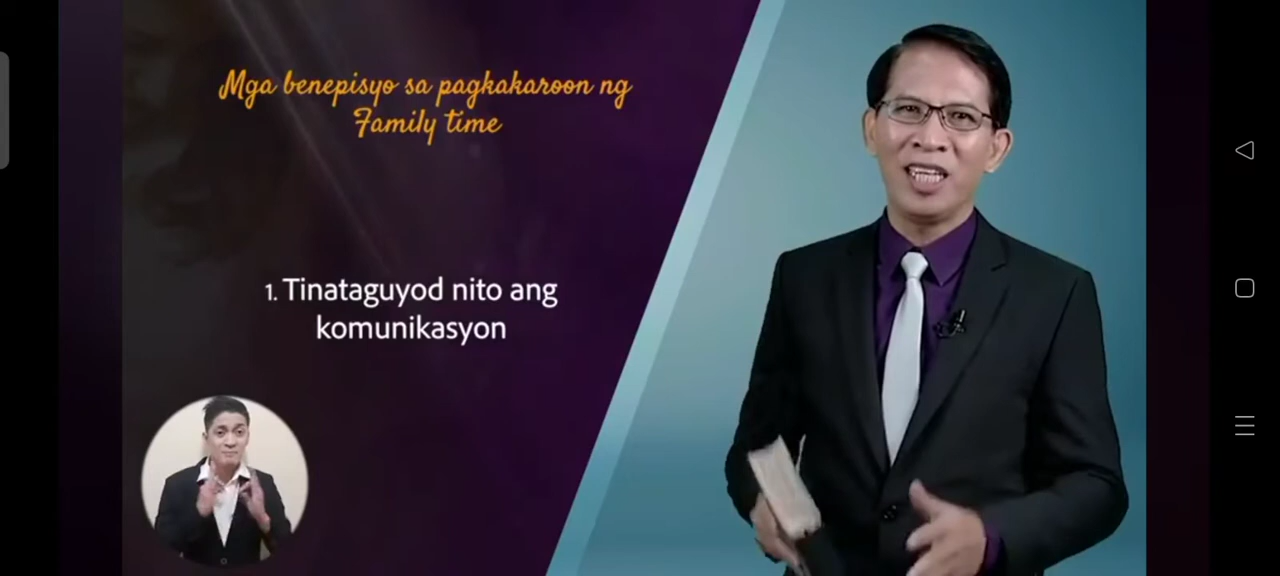 Mga benepisyo sa pagkakaroon ng
Family time
1. Tinataguyod nito ang
komunikasyon